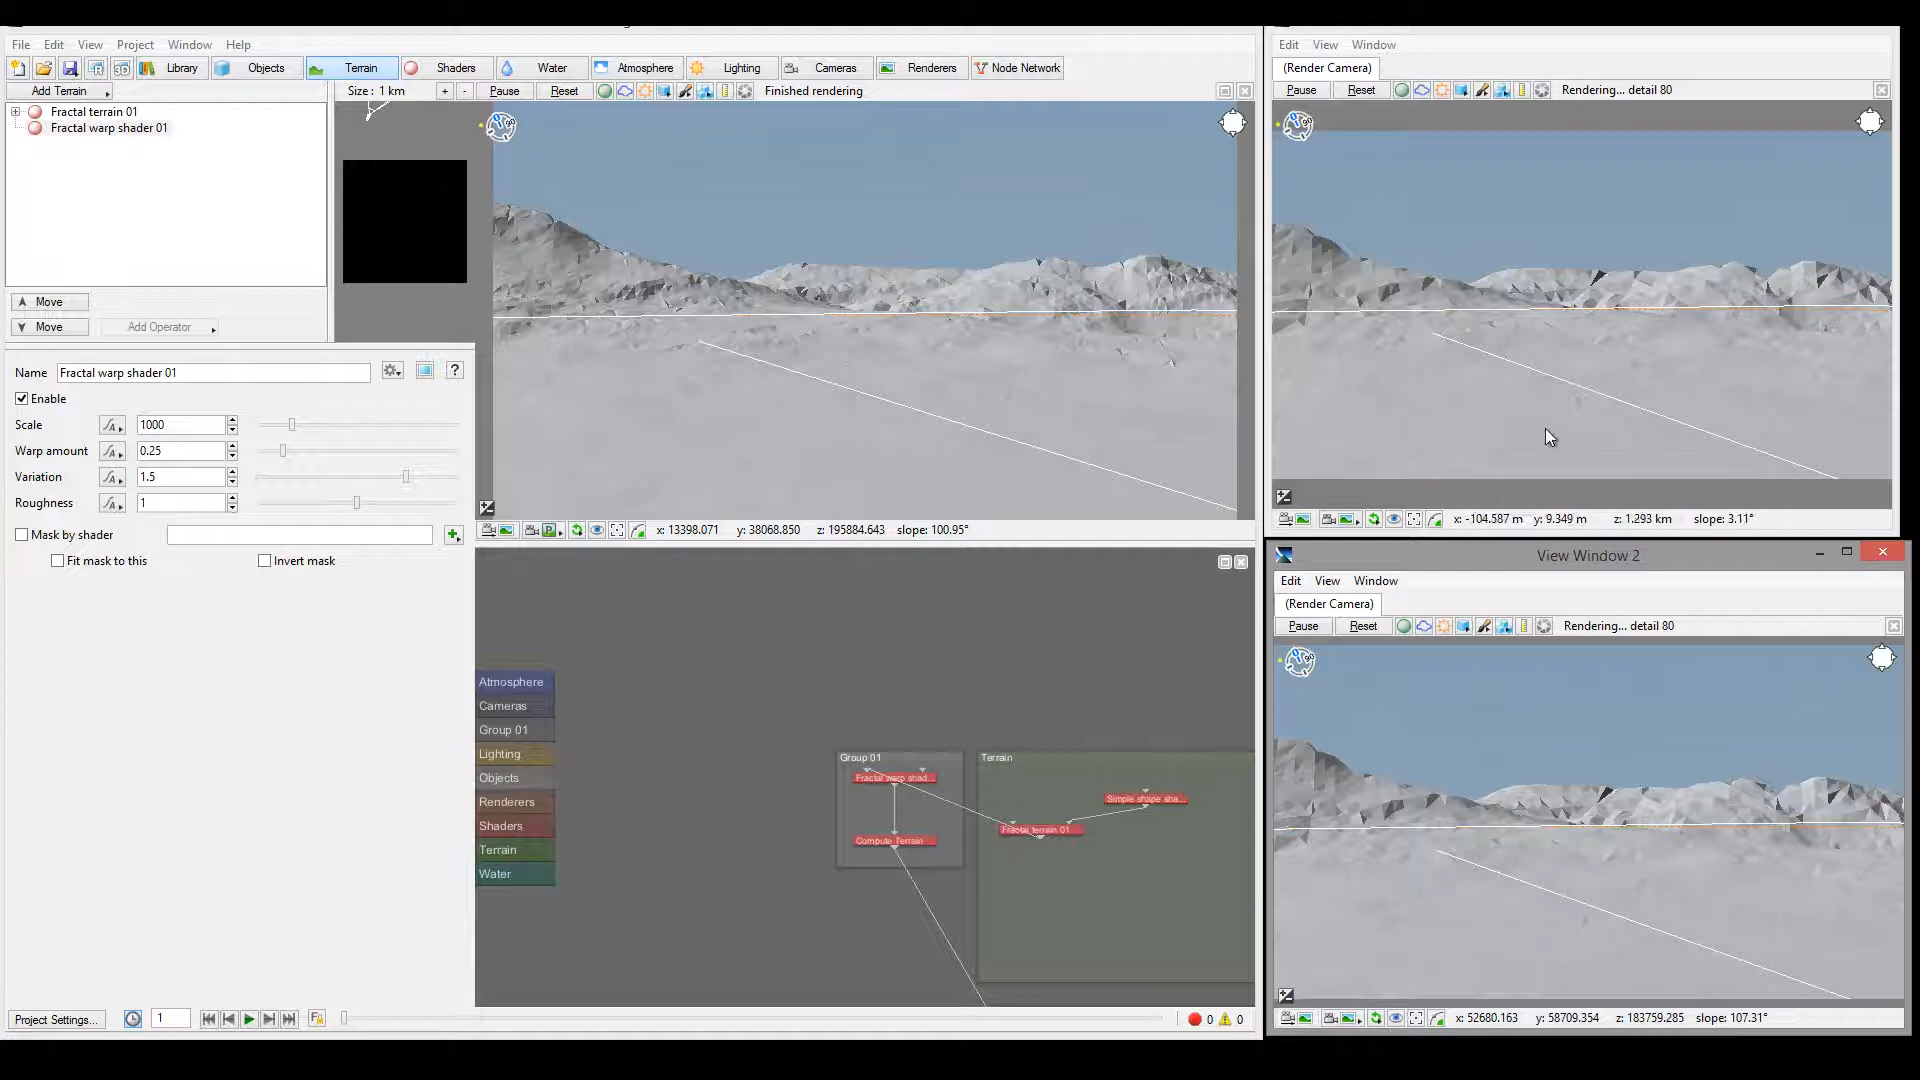 File Edit View Project Window Help
Library Objects Terrain Shaders Water Atmosphere Lighting Cameras Renderers Node Network
Add Terrain
Size : 1 km + - Pause Reset Finished rendering
Fractal terrain 01
Fractal warp shader 01
Move
Move Add Operator
Name Fractal warp shader 01 ?
Enable
Scale 1000
Warp amount 0.25
Variation 1.5
Roughness 1
Mask by shader
Fit mask to this Invert mask
x: 13398.071 y: 38068.850 z: 195884.643 slope: 100.95°
Atmosphere
Cameras
Group 01
Lighting
Objects
Renderers
Shaders
Terrain
Water
Group 01
Fractal warp shad...
Compute Terrain
Terrain
Simple shape sha...
Fractal terrain 01
Project Settings... 1
0 0
Edit View Window
(Render Camera)
Pause Reset Rendering... detail 80
x: -104.587 m y: 9.349 m z: 1.293 km slope: 3.11°
View Window 2
Edit View Window
(Render Camera)
Pause Reset Rendering... detail 80
x: 52680.163 y: 58709.354 z: 183759.285 slope: 107.31°